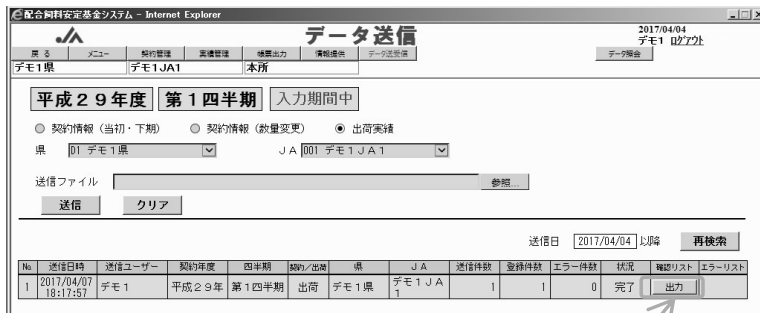 配合飼料安定基金システム - Internet Explorer
JA データ送信 2017/04/04
デモ1 ログアウト
戻る メニュー 契約管理 実績管理 帳票出力 情報提供 データ送受信 データ照会
デモ1県 デモ1JA1 本所
平成29年度 第1四半期 入力期間中
契約情報（当初・下期） 契約情報（数量変更） 出荷実績
県 01 デモ1県 JA 001 デモ1JA1
送信ファイル 参照...
送信 クリア
送信日 2017/04/04 以降 再検索
No. 送信日時 送信ユーザー 契約年度 四半期 契約/出荷 県 JA 送信件数 登録件数 エラー件数 状況 確認リスト エラーリスト
1 2017/04/07 18:17:57 デモ1 平成29年 第1四半期 出荷 デモ1県 デモ1JA1 1 1 0 完了 出力